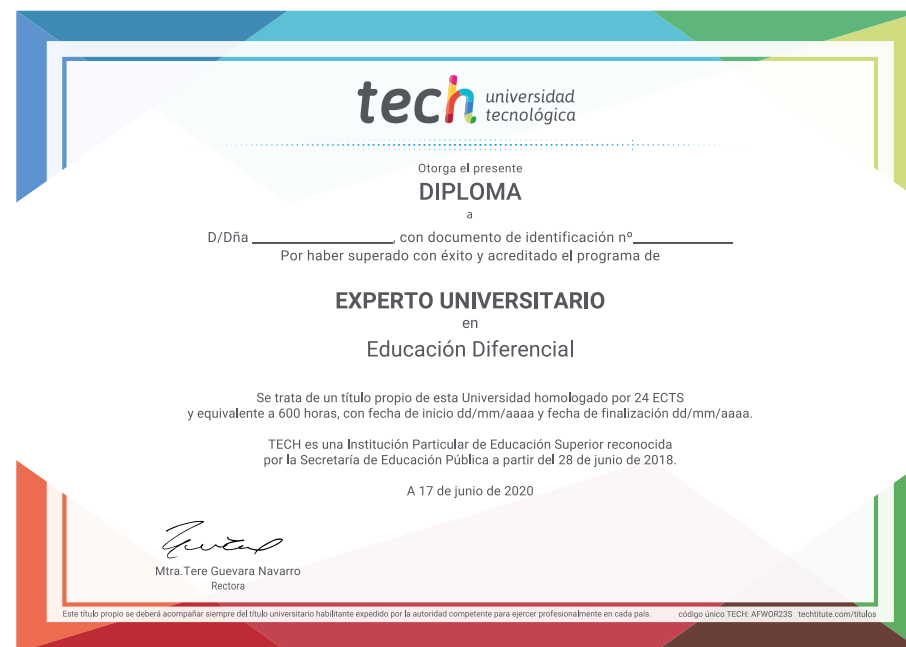 tech universidad
tecnológica
Otorga el presente
DIPLOMA
a
D/Dña ______________, con documento de identificación nº__________
Por haber superado con éxito y acreditado el programa de
EXPERTO UNIVERSITARIO
en
Educación Diferencial
Se trata de un título propio de esta Universidad homologado por 24 ECTS
y equivalente a 600 horas, con fecha de inicio dd/mm/aaaa y fecha de finalización dd/mm/aaaa.
TECH es una Institución Particular de Educación Superior reconocida
por la Secretaría de Educación Pública a partir del 28 de junio de 2018.
A 17 de junio de 2020
Mtra.Tere Guevara Navarro
Rectora
Este título propio se deberá acompañar siempre del título universitario habilitante expedido por la autoridad competente para ejercer profesionalmente en cada país. código único TECH: AFWOR23S techtitute.com/titulos